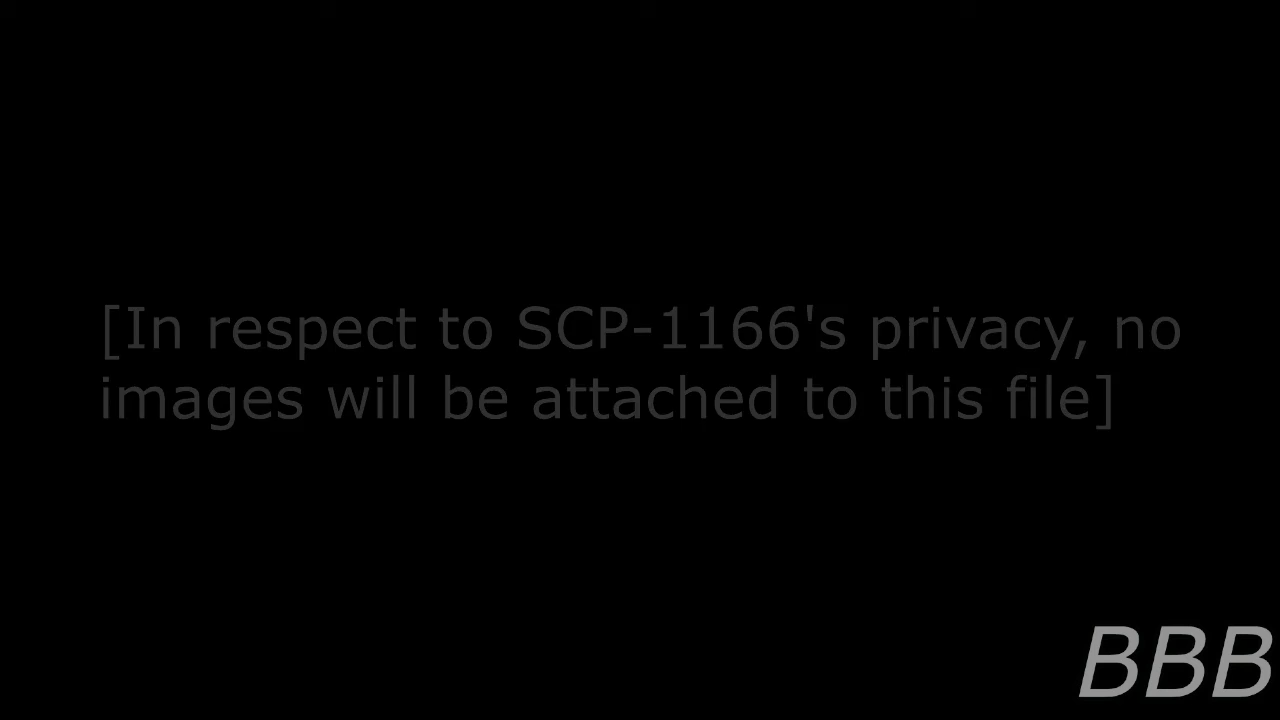 [In respect to SCP-1166's privacy, no
images will be attached to this file]
BBB